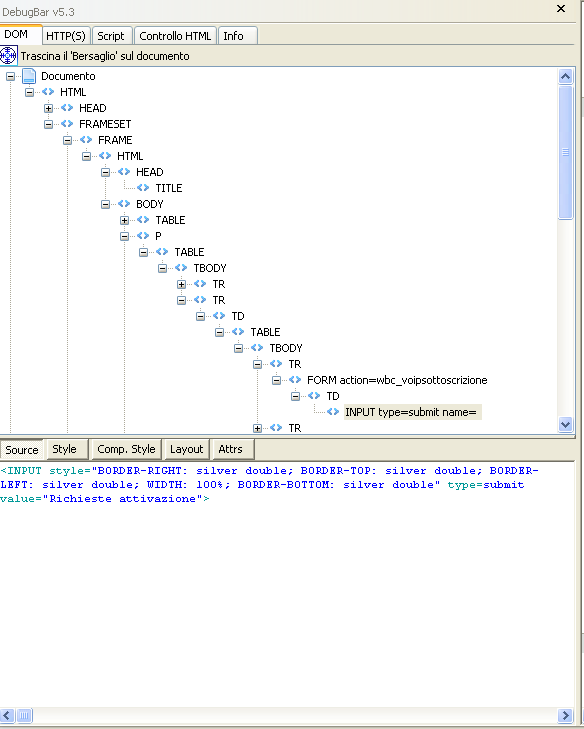 DebugBar v5.3
DOM HTTP(S) Script Controllo HTML Info
Trascina il 'Bersaglio' sul documento
Documento
HTML
HEAD
FRAMESET
FRAME
HTML
HEAD
TITLE
BODY
TABLE
P
TABLE
TBODY
TR
TR
TD
TABLE
TBODY
TR
FORM action=wbc_voipsottoscrizione
TD
INPUT type=submit name=
TR
Source Style Comp. Style Layout Attrs
<INPUT style="BORDER-RIGHT: silver double; BORDER-TOP: silver double; BORDER-
LEFT: silver double; WIDTH: 100%; BORDER-BOTTOM: silver double" type=submit
value="Richieste attivazione">